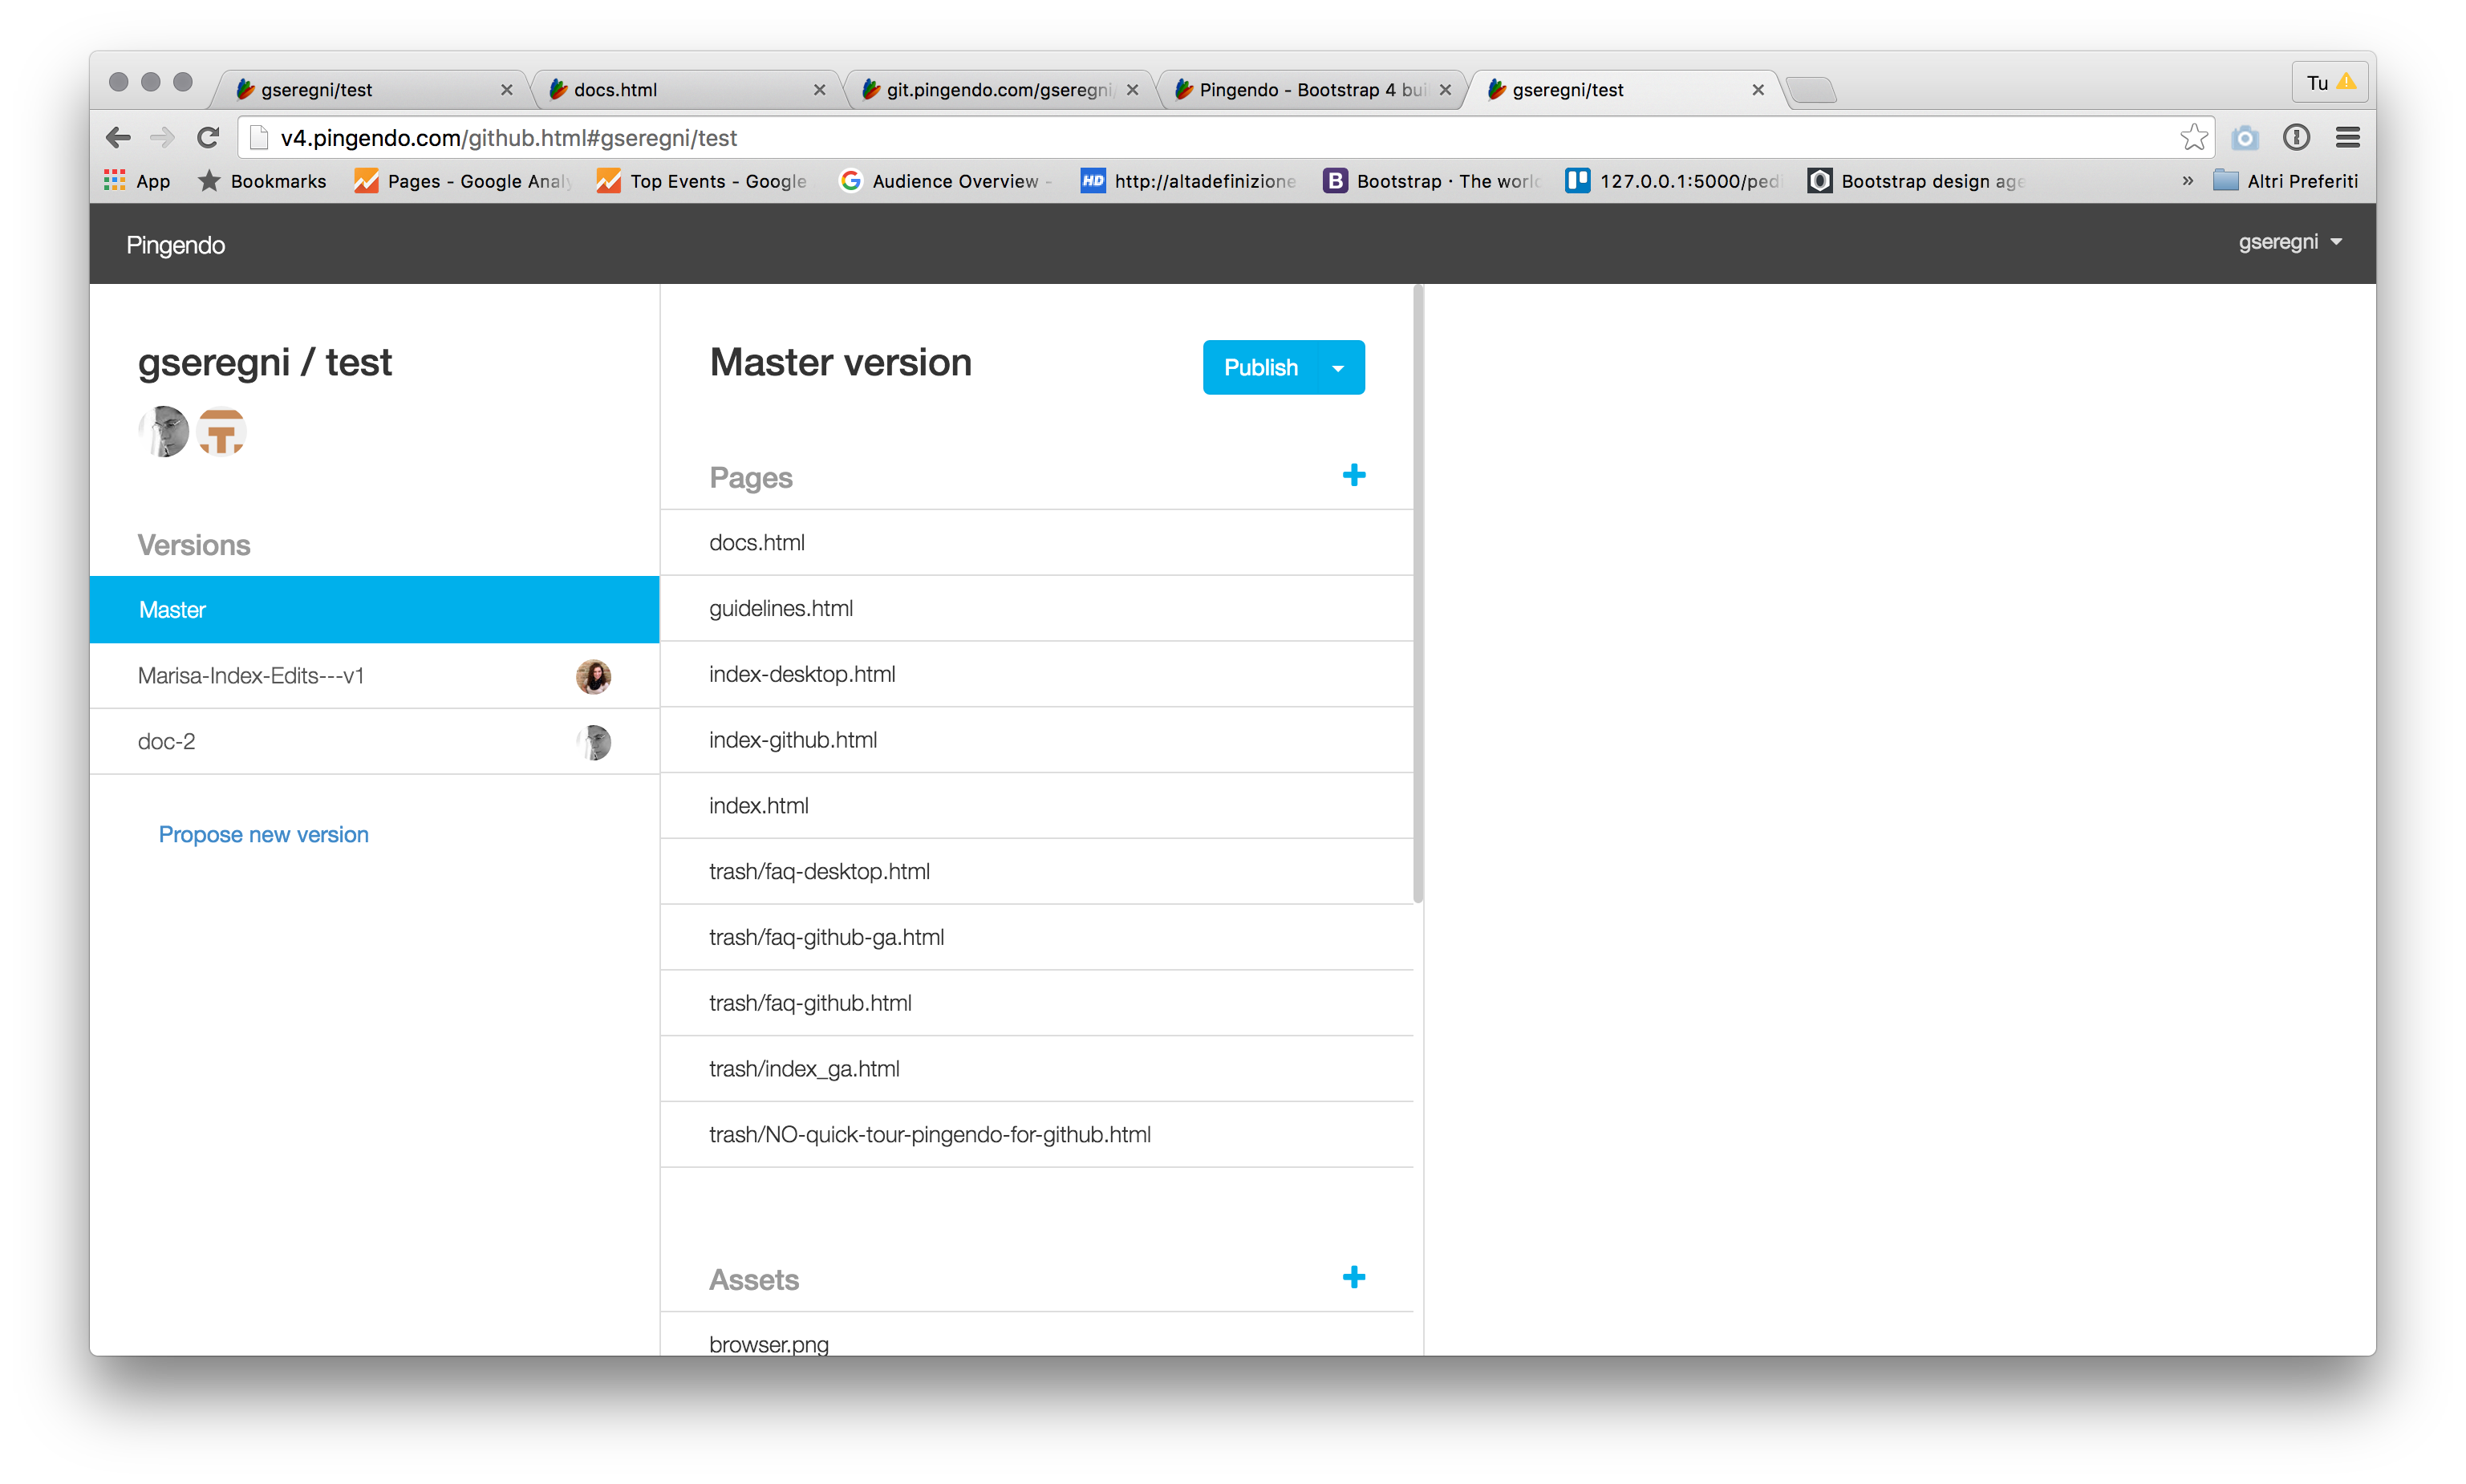 gseregni/test
docs.html
git.pingendo.com/gseregni/
Pingendo - Bootstrap 4 bui
gseregni/test
Tu
v4.pingendo.com/github.html#gseregni/test
App
Bookmarks
Pages - Google Analy
Top Events - Google
Audience Overview -
HD
http://altadefinizione
B
Bootstrap · The world
127.0.0.1:5000/pedi
Bootstrap design age
»
Altri Preferiti
Pingendo
gseregni
gseregni / test
Versions
Master
Marisa-Index-Edits---v1
doc-2
Propose new version
Master version
Publish
Pages
docs.html
guidelines.html
index-desktop.html
index-github.html
index.html
trash/faq-desktop.html
trash/faq-github-ga.html
trash/faq-github.html
trash/index_ga.html
trash/NO-quick-tour-pingendo-for-github.html
Assets
browser.png